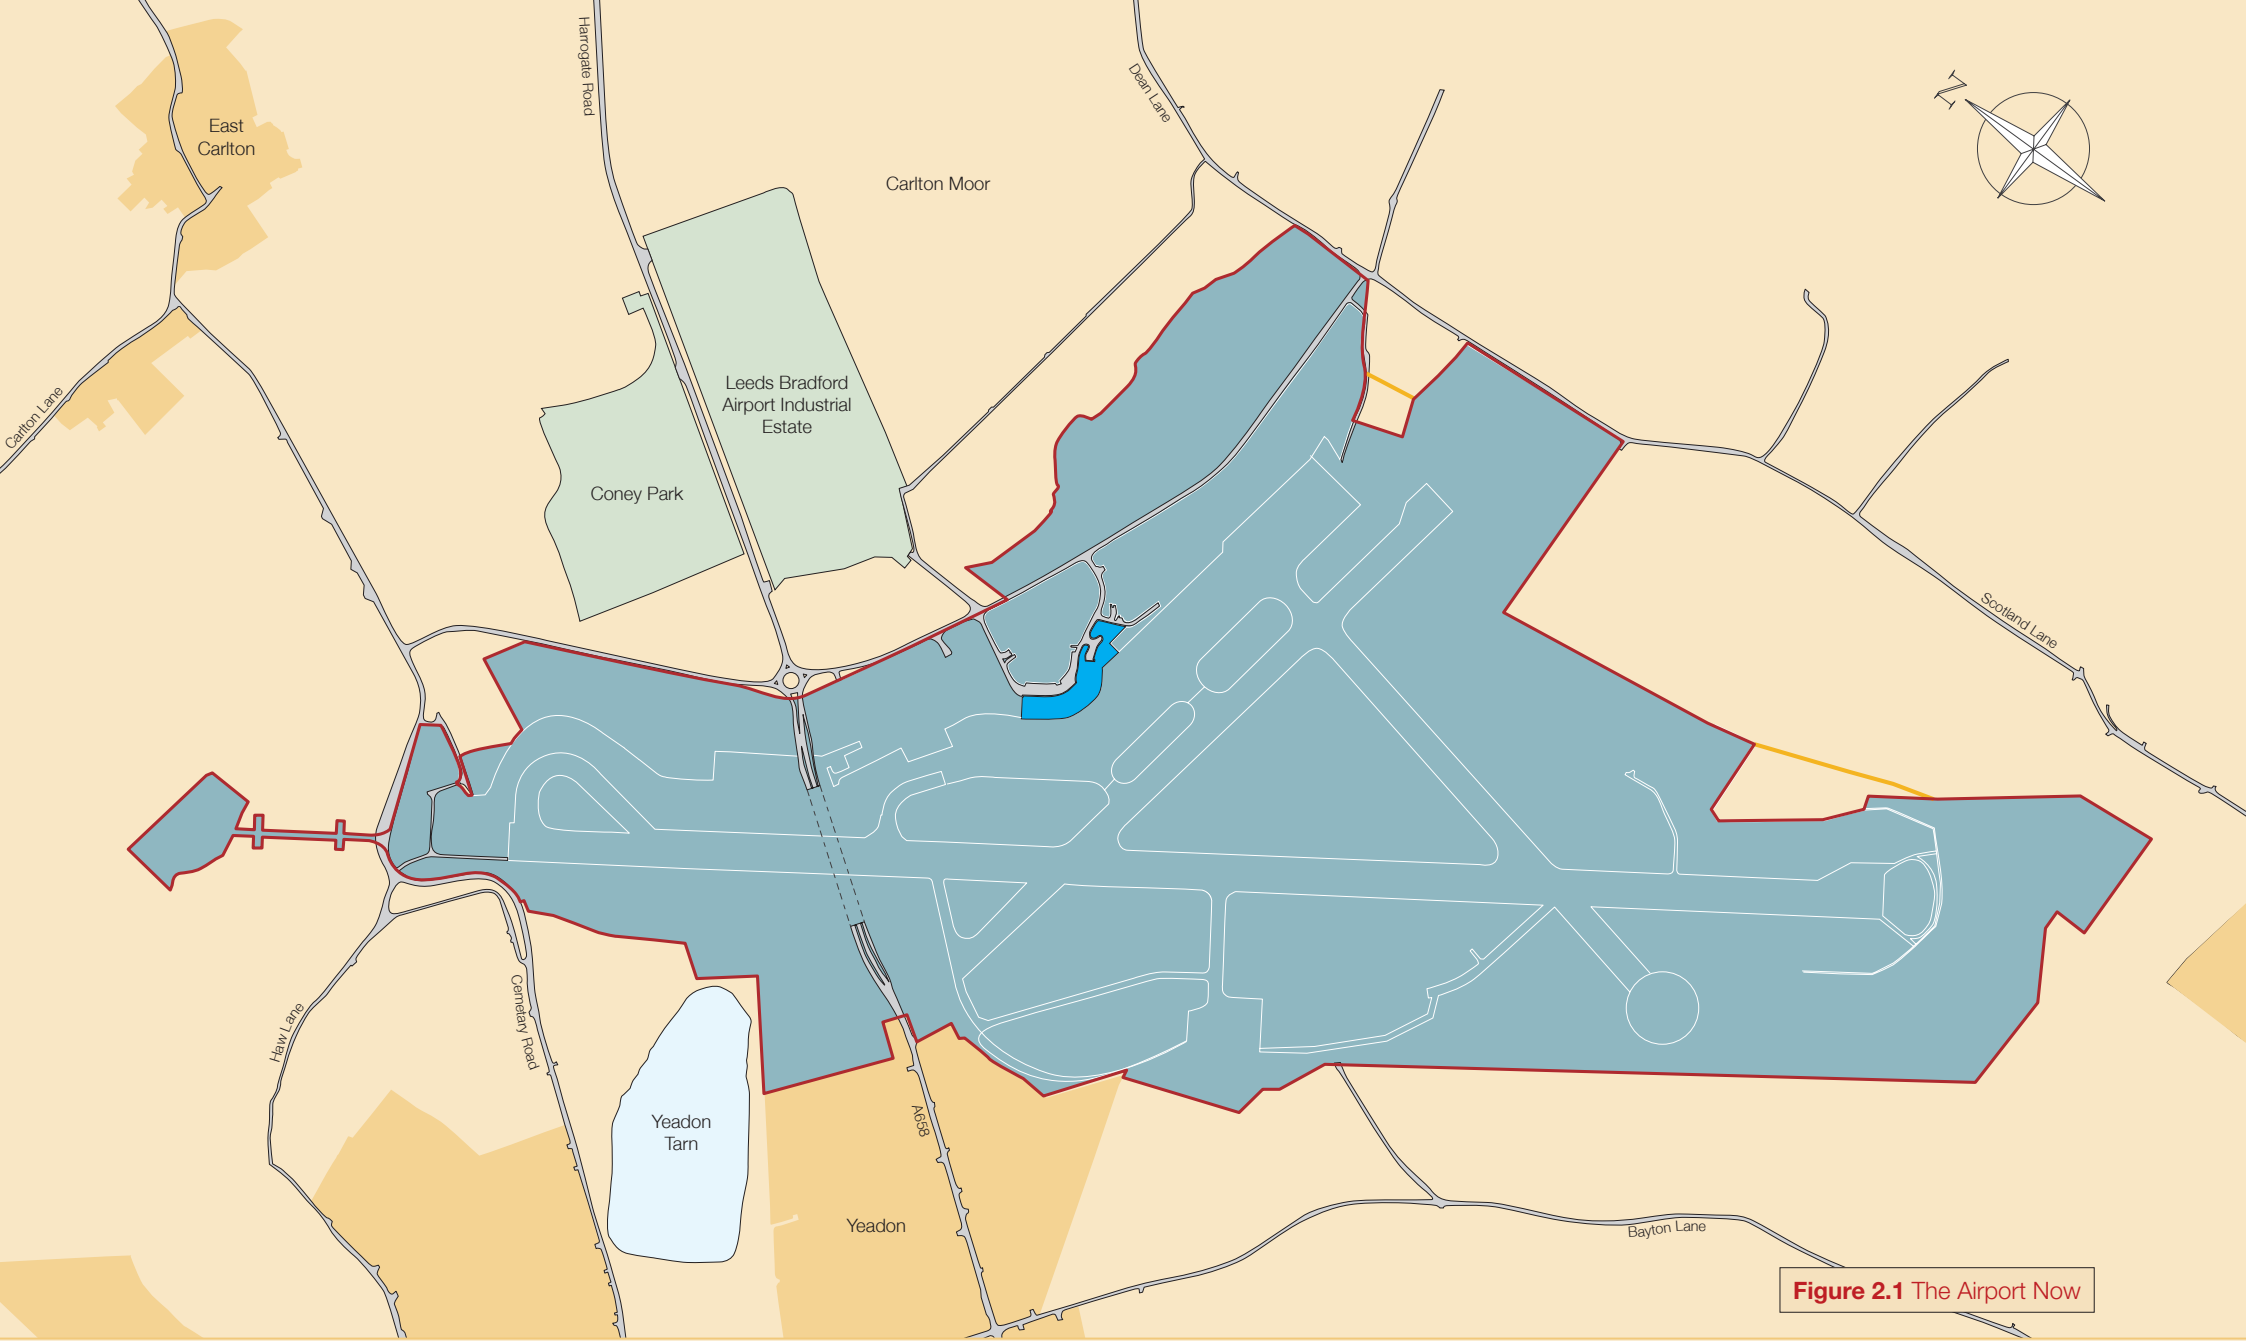 Harrogate Road
Dean Lane
N
East
Carlton
Carlton Moor
Leeds Bradford
Airport Industrial
Estate
Carlton Lane
Coney Park
Scotland Lane
Haw Lane
Cemetary Road
A658
Yeadon
Tarn
Yeadon
Bayton Lane
Figure 2.1 The Airport Now